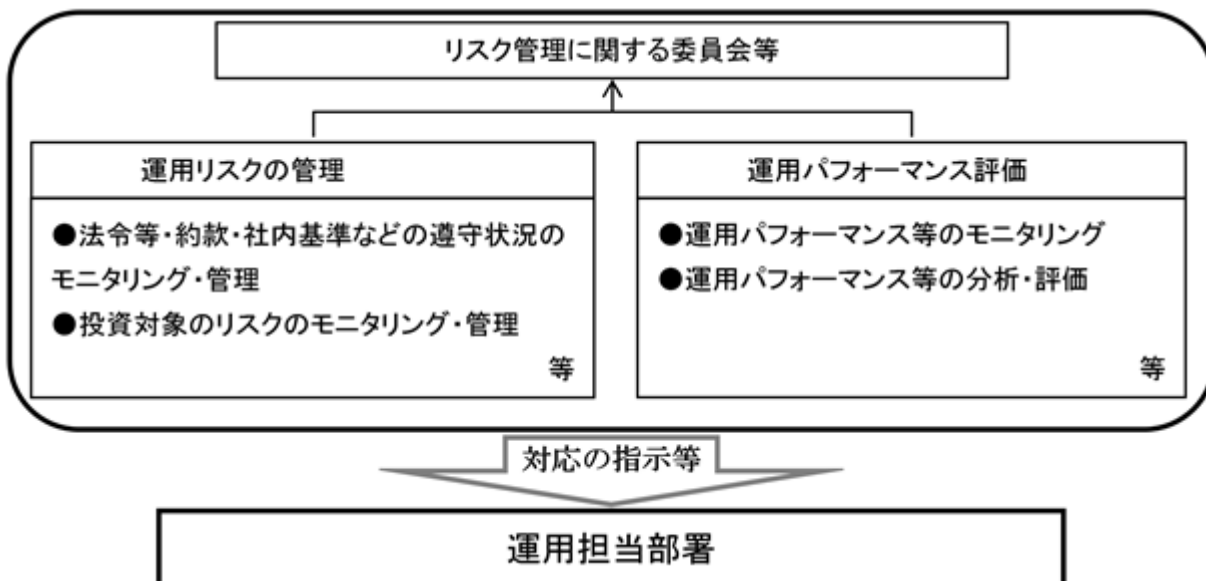 リスク管理に関する委員会等
運用リスクの管理
●法令等・約款・社内基準などの遵守状況の
モニタリング・管理
●投資対象のリスクのモニタリング・管理
等
運用パフォーマンス評価
●運用パフォーマンス等のモニタリング
●運用パフォーマンス等の分析・評価
等
対応の指示等
運用担当部署